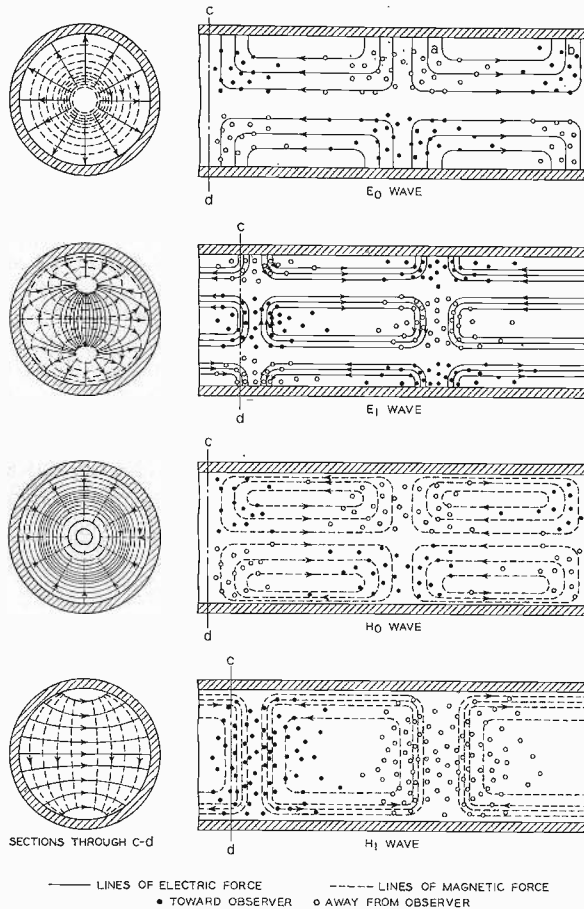 c
a b
d
E₀ WAVE
c
d
E₁ WAVE
c
d
H₀ WAVE
c
d
SECTIONS THROUGH C-d
H₁ WAVE
LINES OF ELECTRIC FORCE LINES OF MAGNETIC FORCE
TOWARD OBSERVER AWAY FROM OBSERVER